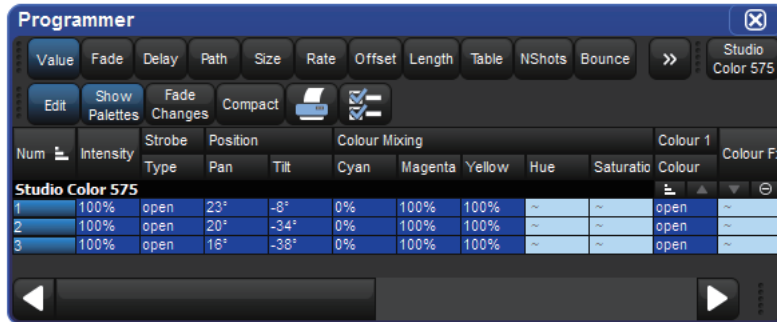 Programmer
Value Fade Delay Path Size Rate Offset Length Table NShots Bounce » Studio Color 575
Edit Show Palettes Fade Changes Compact
Num Intensity Strobe Position Colour Mixing Colour 1 Colour F
Type Pan Tilt Cyan Magenta Yellow Hue Saturatio Colour
Studio Color 575
1 100% open 23° -8° 0% 100% 100% ~ ~ open ~
2 100% open 20° -34° 0% 100% 100% ~ ~ open ~
3 100% open 16° -38° 0% 100% 100% ~ ~ open ~